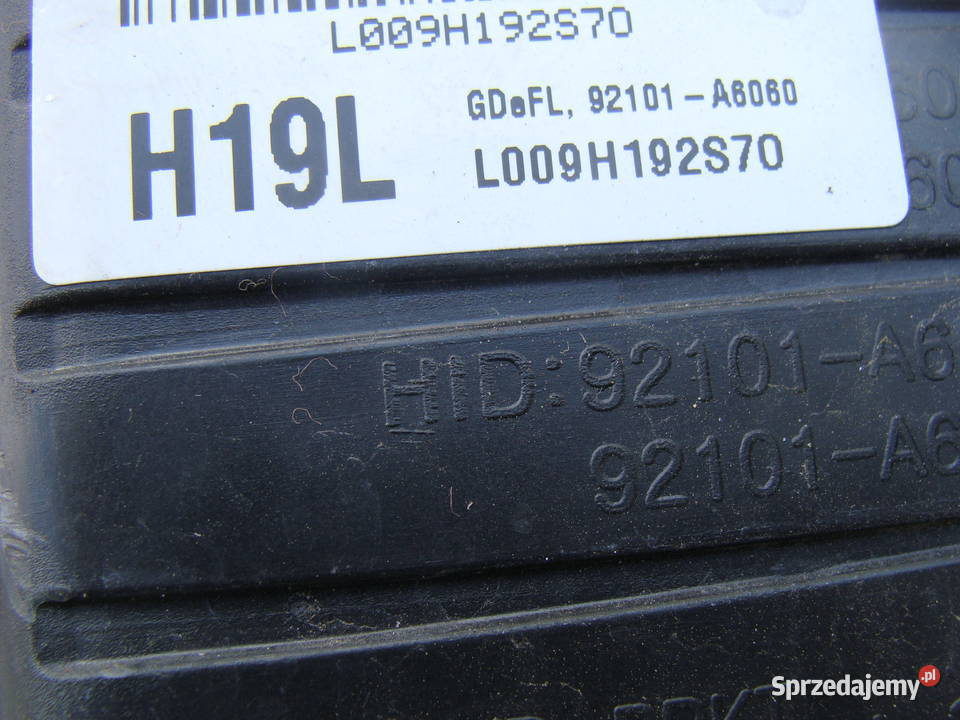 L009H192S70
H19L
GDeFL, 92101-A6060
L009H192S70
HID: 92101-A6
92101-A6
Sprzedajemy.pl